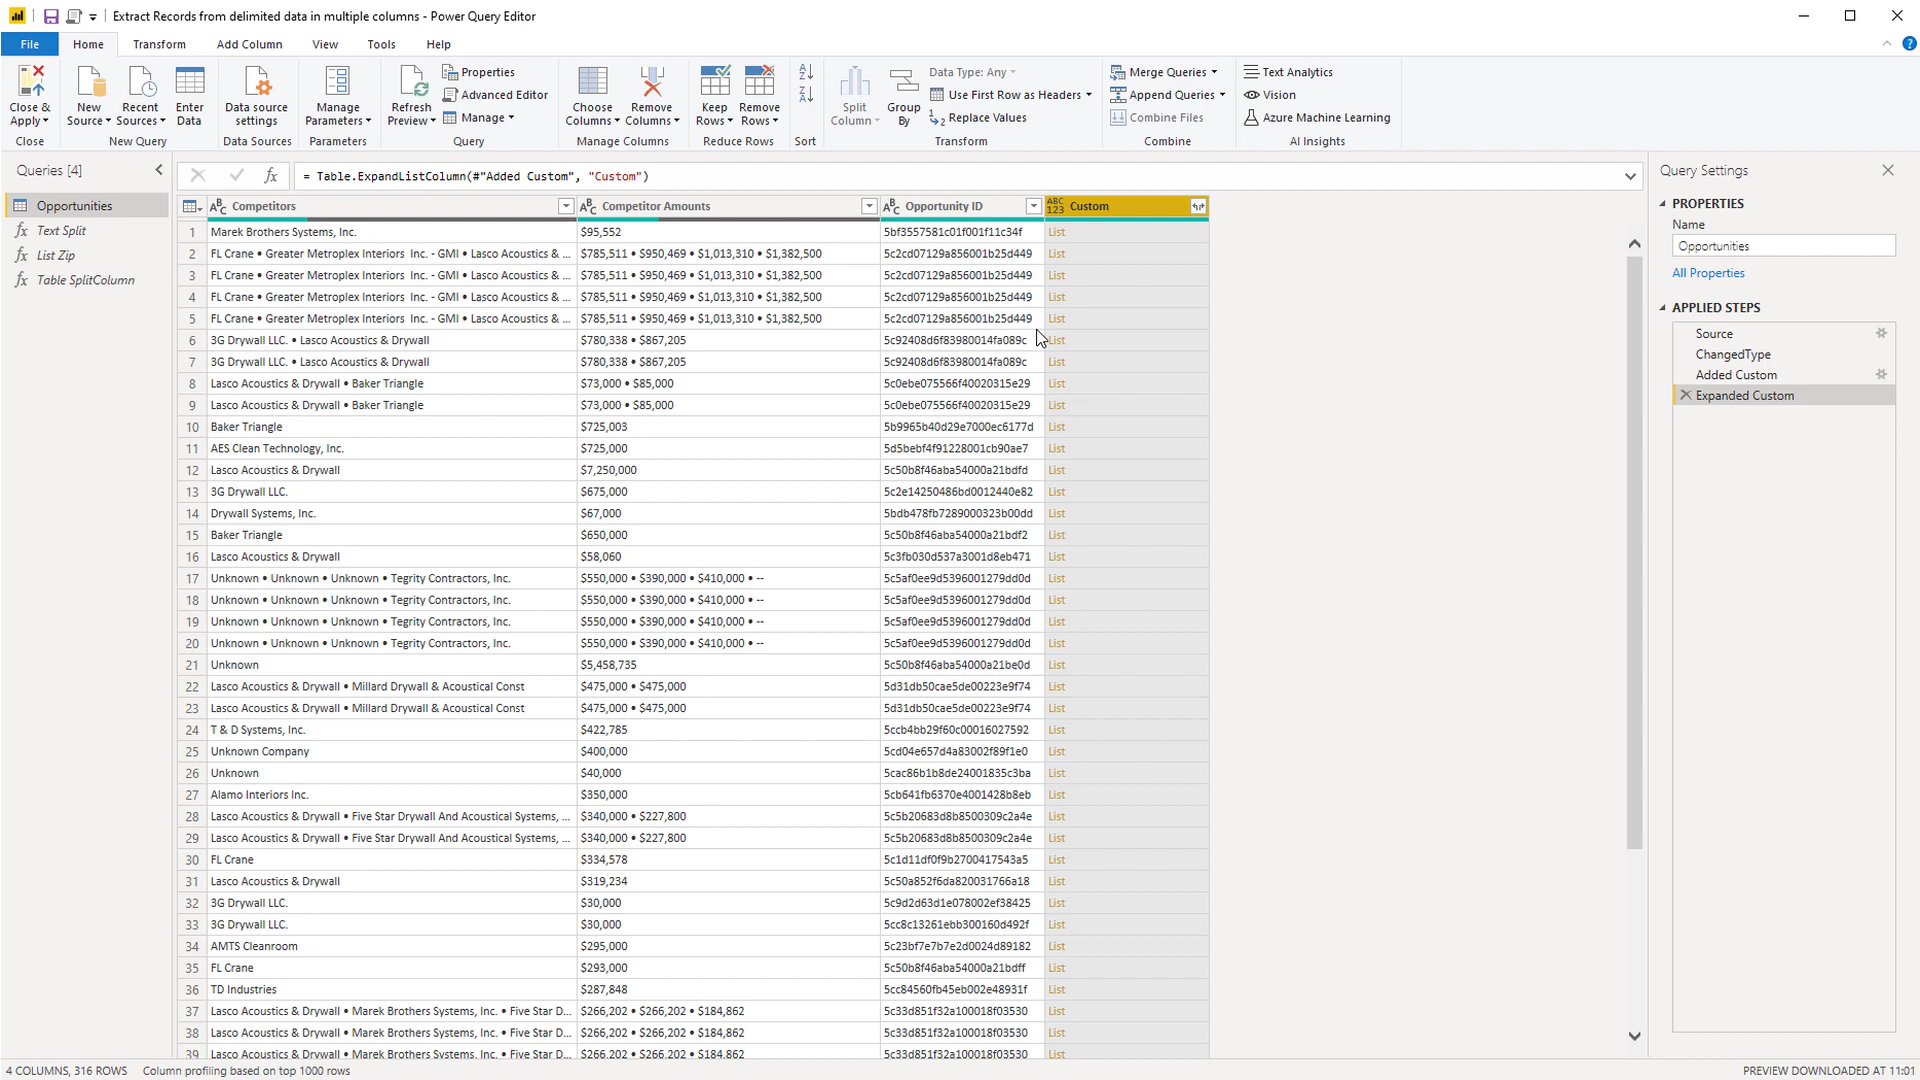 Extract Records from delimited data in multiple columns - Power Query Editor
File Home Transform Add Column View Tools Help
Close & Apply New Source Recent Sources Enter Data Data source settings Manage Parameters Refresh Preview Properties Advanced Editor Manage Choose Columns Remove Columns Keep Rows Remove Rows Split Column Group By Data Type: Any Use First Row as Headers Replace Values Merge Queries Append Queries Combine Files Text Analytics Vision Azure Machine Learning
Close New Query Data Sources Parameters Query Manage Columns Reduce Rows Sort Transform Combine AI Insights
Queries [4]
Opportunities
Text Split
List Zip
Table SplitColumn
= Table.ExpandListColumn(#"Added Custom", "Custom")
Competitors Competitor Amounts Opportunity ID Custom
1 Marek Brothers Systems, Inc. $95,552 5bf3557581c01f001f11c34f List
2 FL Crane • Greater Metroplex Interiors  Inc. - GMI • Lasco Acoustics & ... $785,511 • $950,469 • $1,013,310 • $1,382,500 5c2cd07129a856001b25d449 List
3 FL Crane • Greater Metroplex Interiors  Inc. - GMI • Lasco Acoustics & ... $785,511 • $950,469 • $1,013,310 • $1,382,500 5c2cd07129a856001b25d449 List
4 FL Crane • Greater Metroplex Interiors  Inc. - GMI • Lasco Acoustics & ... $785,511 • $950,469 • $1,013,310 • $1,382,500 5c2cd07129a856001b25d449 List
5 FL Crane • Greater Metroplex Interiors  Inc. - GMI • Lasco Acoustics & ... $785,511 • $950,469 • $1,013,310 • $1,382,500 5c2cd07129a856001b25d449 List
6 3G Drywall LLC. • Lasco Acoustics & Drywall $780,338 • $867,205 5c92408d6f83980014fa089c List
7 3G Drywall LLC. • Lasco Acoustics & Drywall $780,338 • $867,205 5c92408d6f83980014fa089c List
8 Lasco Acoustics & Drywall • Baker Triangle $73,000 • $85,000 5c0ebe075566f40020315e29 List
9 Lasco Acoustics & Drywall • Baker Triangle $73,000 • $85,000 5c0ebe075566f40020315e29 List
10 Baker Triangle $725,003 5b9965b40d29e7000ec6177d List
11 AES Clean Technology, Inc. $725,000 5d5bebf4f91228001cb90ae7 List
12 Lasco Acoustics & Drywall $7,250,000 5c50b8f46aba54000a21bdfd List
13 3G Drywall LLC. $675,000 5c2e14250486bd0012440e82 List
14 Drywall Systems, Inc. $67,000 5bdb478fb7289000323b00dd List
15 Baker Triangle $650,000 5c50b8f46aba54000a21bdf2 List
16 Lasco Acoustics & Drywall $58,060 5c3fb030d537a3001d8eb471 List
17 Unknown • Unknown • Unknown • Tegrity Contractors, Inc. $550,000 • $390,000 • $410,000 • -- 5c5af0ee9d5396001279dd0d List
18 Unknown • Unknown • Unknown • Tegrity Contractors, Inc. $550,000 • $390,000 • $410,000 • -- 5c5af0ee9d5396001279dd0d List
19 Unknown • Unknown • Unknown • Tegrity Contractors, Inc. $550,000 • $390,000 • $410,000 • -- 5c5af0ee9d5396001279dd0d List
20 Unknown • Unknown • Unknown • Tegrity Contractors, Inc. $550,000 • $390,000 • $410,000 • -- 5c5af0ee9d5396001279dd0d List
21 Unknown $5,458,735 5c50b8f46aba54000a21be0d List
22 Lasco Acoustics & Drywall • Millard Drywall & Acoustical Const $475,000 • $475,000 5d31db50cae5de00223e9f74 List
23 Lasco Acoustics & Drywall • Millard Drywall & Acoustical Const $475,000 • $475,000 5d31db50cae5de00223e9f74 List
24 T & D Systems, Inc. $422,785 5ccb4bb29f60c00016027592 List
25 Unknown Company $400,000 5cd04e657d4a83002f89f1e0 List
26 Unknown $40,000 5cac86b1b8de24001835c3ba List
27 Alamo Interiors Inc. $350,000 5cb641fb6370e4001428b8eb List
28 Lasco Acoustics & Drywall • Five Star Drywall And Acoustical Systems, ... $340,000 • $227,800 5c5b20683d8b8500309c2a4e List
29 Lasco Acoustics & Drywall • Five Star Drywall And Acoustical Systems, ... $340,000 • $227,800 5c5b20683d8b8500309c2a4e List
30 FL Crane $334,578 5c1d11df0f9b2700417543a5 List
31 Lasco Acoustics & Drywall $319,234 5c50a852f6da820031766a18 List
32 3G Drywall LLC. $30,000 5c9d2d63d1e078002ef38425 List
33 3G Drywall LLC. $30,000 5cc8c13261ebb300160d492f List
34 AMTS Cleanroom $295,000 5c23bf7e7b7e2d0024d89182 List
35 FL Crane $293,000 5c50b8f46aba54000a21bdff List
36 TD Industries $287,848 5cc84560fb45eb002e48931f List
37 Lasco Acoustics & Drywall • Marek Brothers Systems, Inc. • Five Star D... $266,202 • $266,202 • $184,862 5c33d851f32a100018f03530 List
38 Lasco Acoustics & Drywall • Marek Brothers Systems, Inc. • Five Star D... $266,202 • $266,202 • $184,862 5c33d851f32a100018f03530 List
39 Lasco Acoustics & Drywall • Marek Brothers Systems, Inc. • Five Star D... $266,202 • $266,202 • $184,862 5c33d851f32a100018f03530 List
Query Settings
PROPERTIES
Name
Opportunities
All Properties
APPLIED STEPS
Source
ChangedType
Added Custom
Expanded Custom
4 COLUMNS, 316 ROWS Column profiling based on top 1000 rows PREVIEW DOWNLOADED AT 11:01